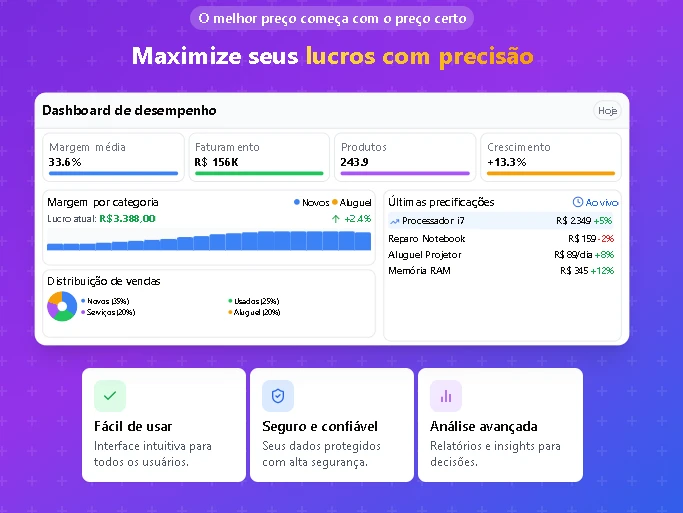 O melhor preço começa com o preço certo
Maximize seus lucros com precisão
Dashboard de desempenho
Hoje
Margem média
33.6%
Faturamento
R$ 156K
Produtos
243.9
Crescimento
+13.3%
Margem por categoria
Novos
Aluguel
Lucro atual: R$3.388,00
+2.4%
Distribuição de vendas
Novos (35%)
Usados (25%)
Serviços (20%)
Aluguel (20%)
Últimas precificações
Ao vivo
Processador i7
R$ 2349 +5%
Reparo Notebook
R$ 159 -2%
Aluguel Projetor
R$ 89/dia +8%
Memória RAM
R$ 345 +12%
Fácil de usar
Interface intuitiva para
todos os usuários.
Seguro e confiável
Seus dados protegidos
com alta segurança.
Análise avançada
Relatórios e insights para
decisões.